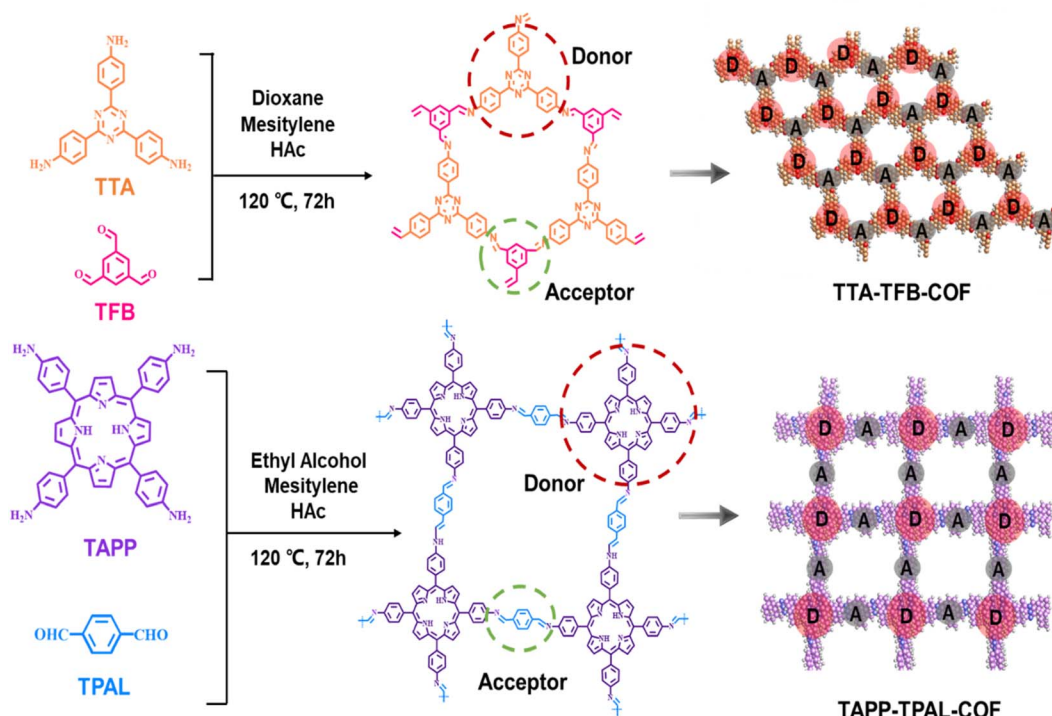 NH₂
H₂N
NH₂
TTA
O
O
O
TFB
Dioxane
Mesitylene
HAc
120 ℃, 72h
Donor
Acceptor
D A D A D A D A
D A D A D A D A
D A D A D A D A
D A D A D A D A
TTA-TFB-COF
H₂N
NH₂
N
NH
HN
N
H₂N
NH₂
TAPP
OHC
CHO
TPAL
Ethyl Alcohol
Mesitylene
HAc
120 ℃, 72h
Donor
Acceptor
D A D A D
A A A
D A D A D
A A A
D A D A D
TAPP-TPAL-COF